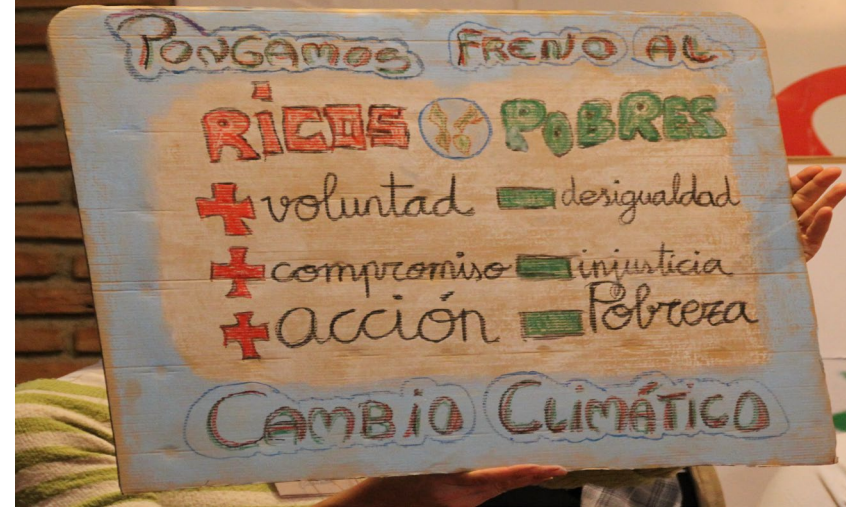 PONGAMOS FRENO AL
RICOS Y POBRES
+ voluntad - desigualdad
+ compromiso - injusticia
+ acción - Pobreza
CAMBIO CLIMÁTICO